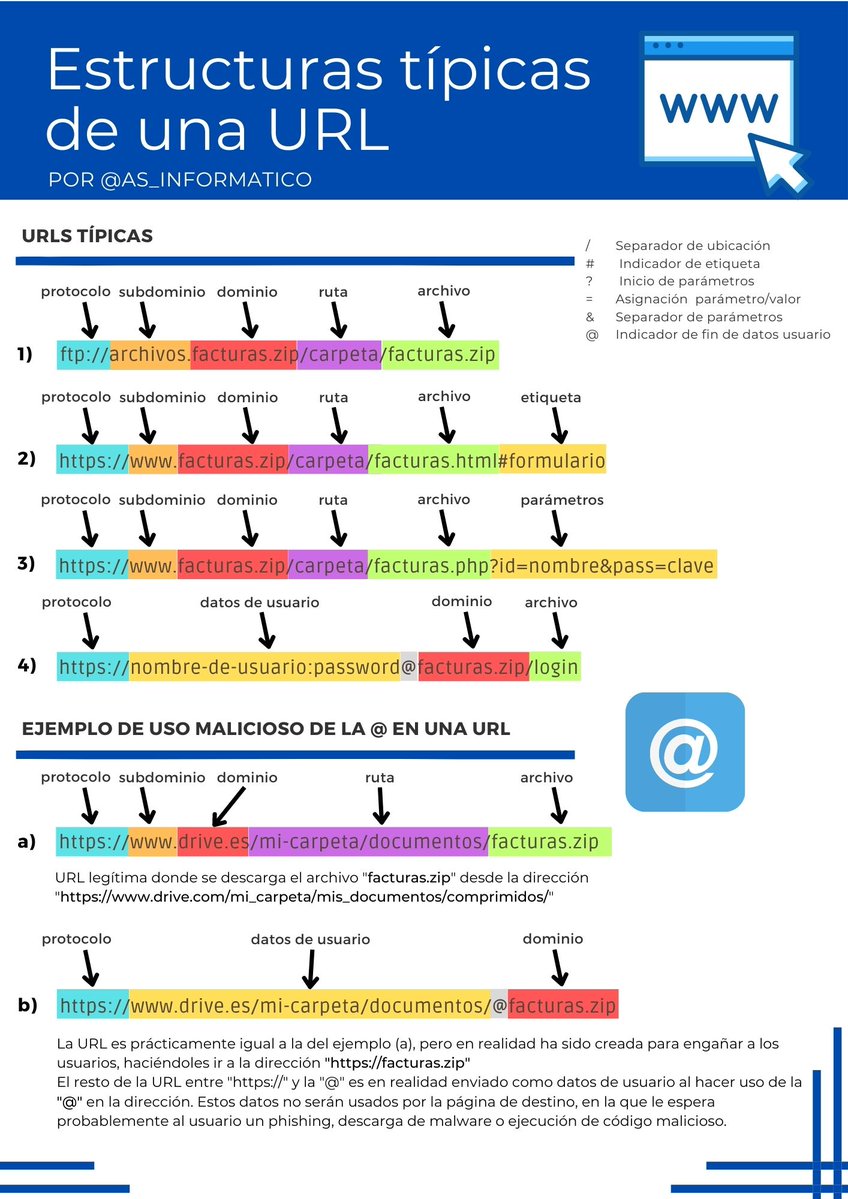 Estructuras típicas
de una URL
POR @AS_INFORMATICO
WWW
URLS TÍPICAS
/ Separador de ubicación
# Indicador de etiqueta
? Inicio de parámetros
= Asignación parámetro/valor
& Separador de parámetros
@ Indicador de fin de datos usuario
protocolo subdominio dominio ruta archivo
1) ftp://archivos.facturas.zip/carpeta/facturas.zip
protocolo subdominio dominio ruta archivo etiqueta
2) https://www.facturas.zip/carpeta/facturas.html#formulario
protocolo subdominio dominio ruta archivo parámetros
3) https://www.facturas.zip/carpeta/facturas.php?id=nombre&pass=clave
protocolo datos de usuario dominio archivo
4) https://nombre-de-usuario:password@facturas.zip/login
EJEMPLO DE USO MALICIOSO DE LA @ EN UNA URL
@
protocolo subdominio dominio ruta archivo
a) https://www.drive.es/mi-carpeta/documentos/facturas.zip
URL legítima donde se descarga el archivo "facturas.zip" desde la dirección
"https://www.drive.com/mi_carpeta/mis_documentos/comprimidos/"
protocolo datos de usuario dominio
b) https://www.drive.es/mi-carpeta/documentos/@facturas.zip
La URL es prácticamente igual a la del ejemplo (a), pero en realidad ha sido creada para engañar a los
usuarios, haciéndoles ir a la dirección "https://facturas.zip"
El resto de la URL entre "https://" y la "@" es en realidad enviado como datos de usuario al hacer uso de la
"@" en la dirección. Estos datos no serán usados por la página de destino, en la que le espera
probablemente al usuario un phishing, descarga de malware o ejecución de código malicioso.